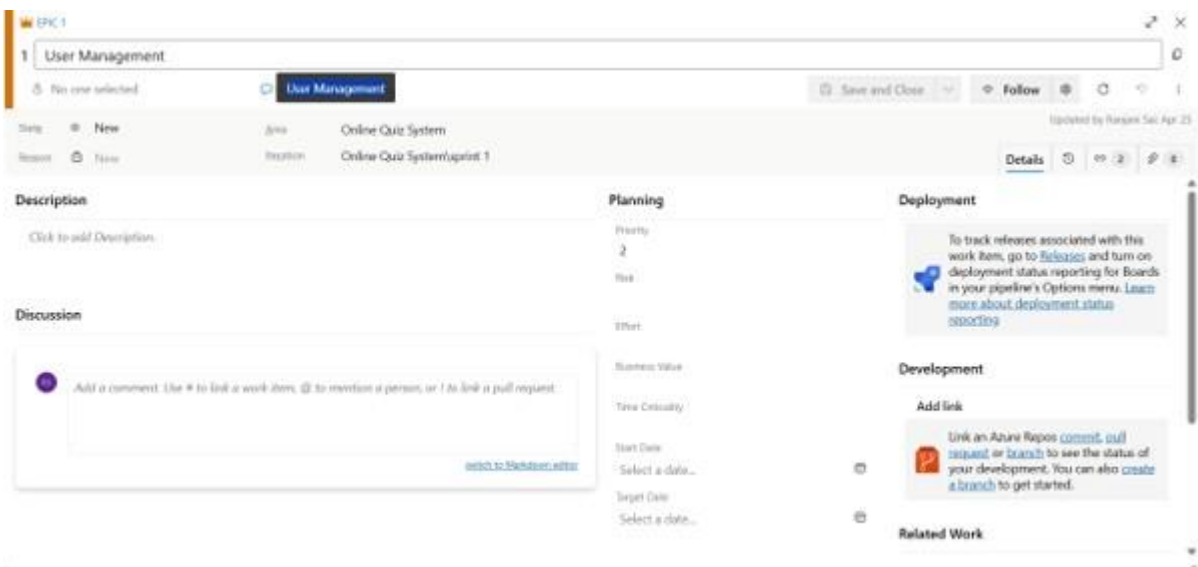 EPIC 1
1 User Management
No one selected
User Management
Save and Close
Follow
Updated by Ranjani Sat Apr 25
State New
Area Online Quiz System
Reason New
Iteration Online Quiz System\sprint 1
Details
2
Description
Click to add Description.
Discussion
Add a comment. Use # to link a work item, @ to mention a person, or ! to link a pull request.
switch to Markdown editor
Planning
Priority
2
Risk
Effort
Business Value
Time Criticality
Start Date
Select a date...
Target Date
Select a date...
Deployment
To track releases associated with this
work item, go to Releases and turn on
deployment status reporting for Boards
in your pipeline's Options menu. Learn
more about deployment status
reporting
Development
Add link
Link an Azure Repos commit, pull
request or branch to see the status of
your development. You can also create
a branch to get started.
Related Work